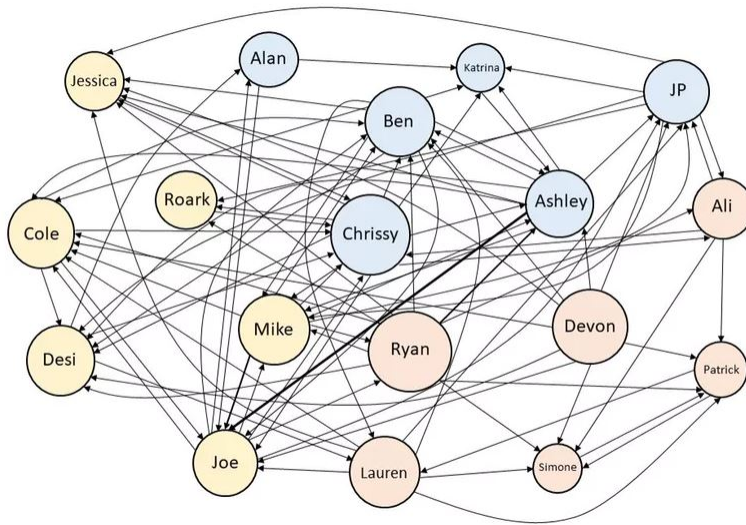 Jessica
Alan
Katrina
JP
Ben
Roark
Cole
Chrissy
Ashley
Ali
Desi
Mike
Ryan
Devon
Patrick
Joe
Lauren
Simone